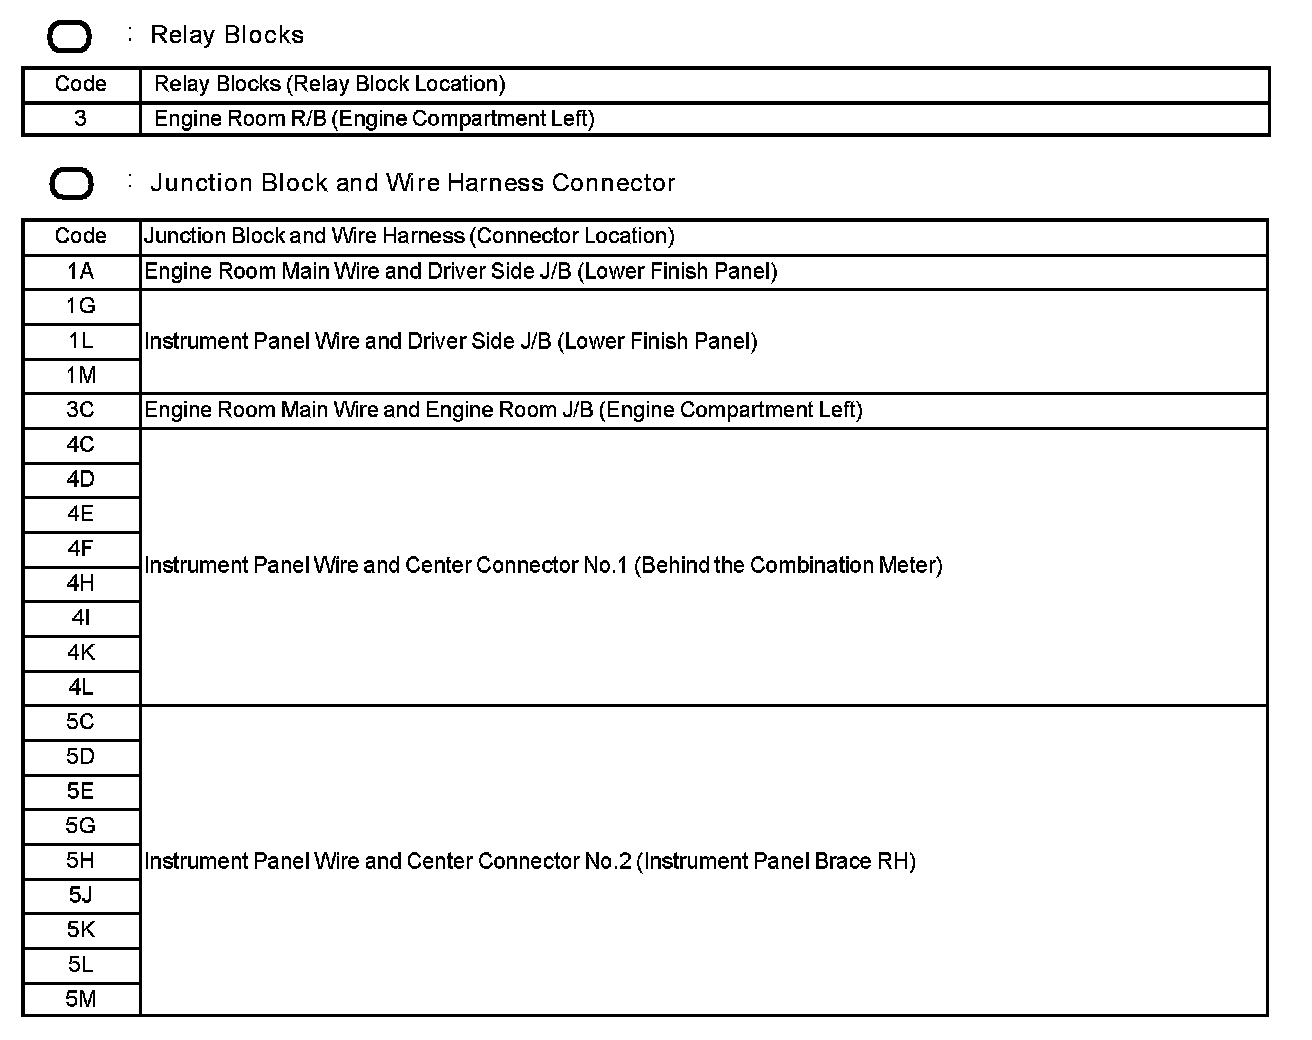 : Relay Blocks
Code Relay Blocks (Relay Block Location)
3 Engine Room R/B (Engine Compartment Left)
: Junction Block and Wire Harness Connector
Code Junction Block and Wire Harness (Connector Location)
1A Engine Room Main Wire and Driver Side J/B (Lower Finish Panel)
1G
1L Instrument Panel Wire and Driver Side J/B (Lower Finish Panel)
1M
3C Engine Room Main Wire and Engine Room J/B (Engine Compartment Left)
4C
4D
4E
4F
Instrument Panel Wire and Center Connector No.1 (Behind the Combination Meter)
4H
4I
4K
4L
5C
5D
5E
5G
5H Instrument Panel Wire and Center Connector No.2 (Instrument Panel Brace RH)
5J
5K
5L
5M